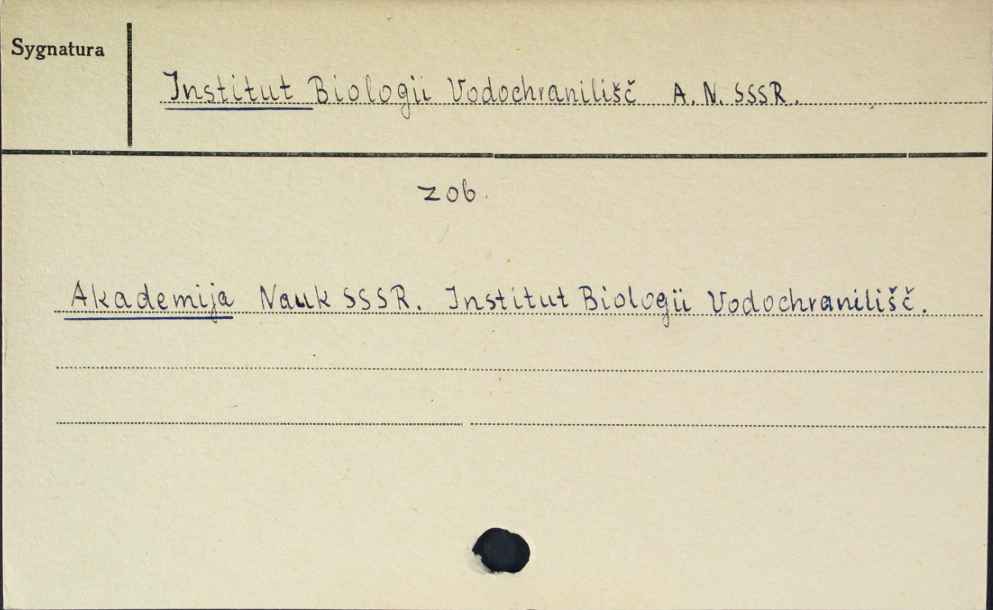 Sygnatura
Institut Biologii Vodochranilišč A. N. SSSR.
zob.
Akademija Nauk SSSR. Institut Biologii Vodochranilišč.